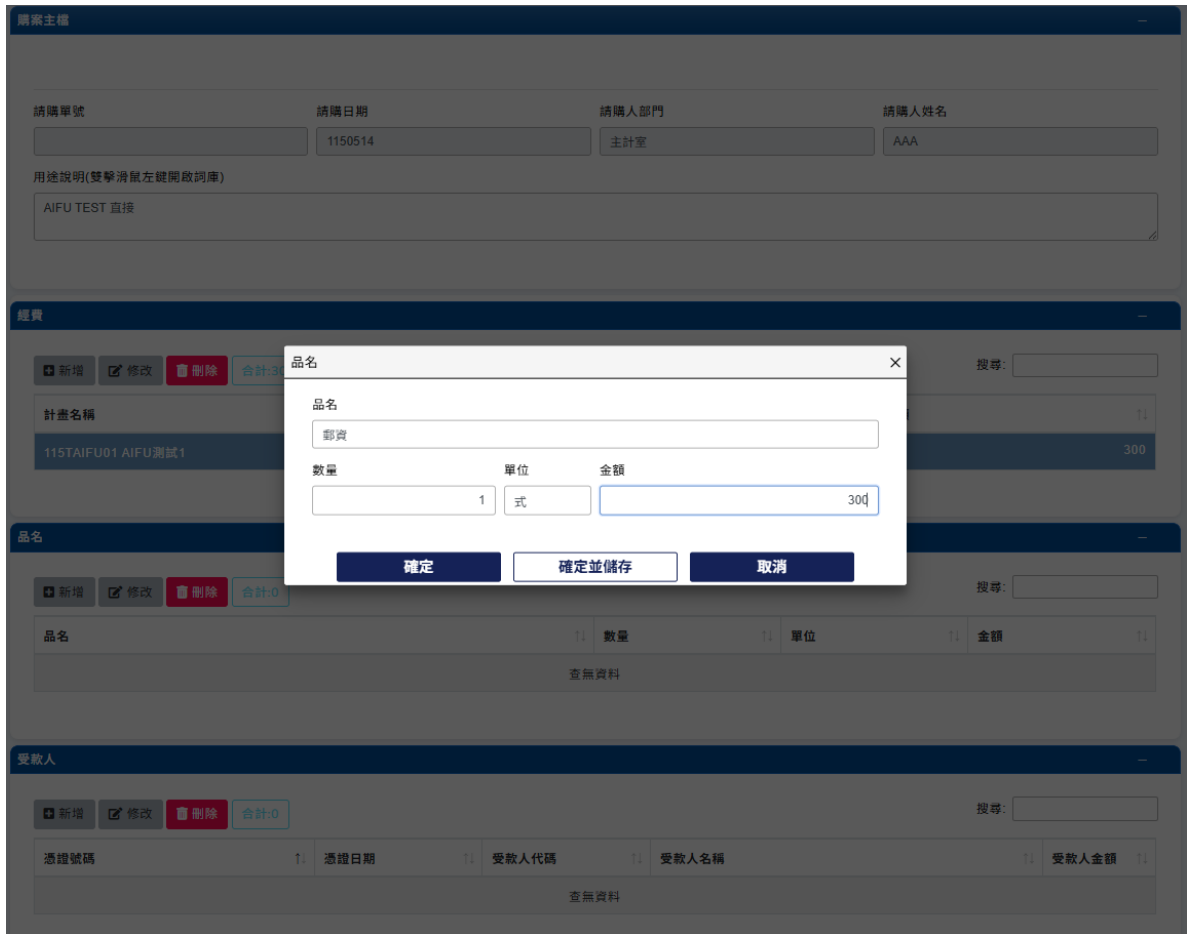 購案主檔
請購單號 請購日期 請購人部門 請購人姓名
1150514 主計室 AAA
用途說明(雙擊滑鼠左鍵開啟詞庫)
AIFU TEST 直接
經費
新增 修改 刪除 搜尋:
計畫名稱
115TAIFU01 AIFU測試1 300
品名
品名
郵資
數量 單位 金額
1 式 300
確定 確定並儲存 取消
品名
新增 修改 刪除 合計:0 搜尋:
品名 數量 單位 金額
查無資料
受款人
新增 修改 刪除 合計:0 搜尋:
憑證號碼 憑證日期 受款人代碼 受款人名稱 受款人金額
查無資料